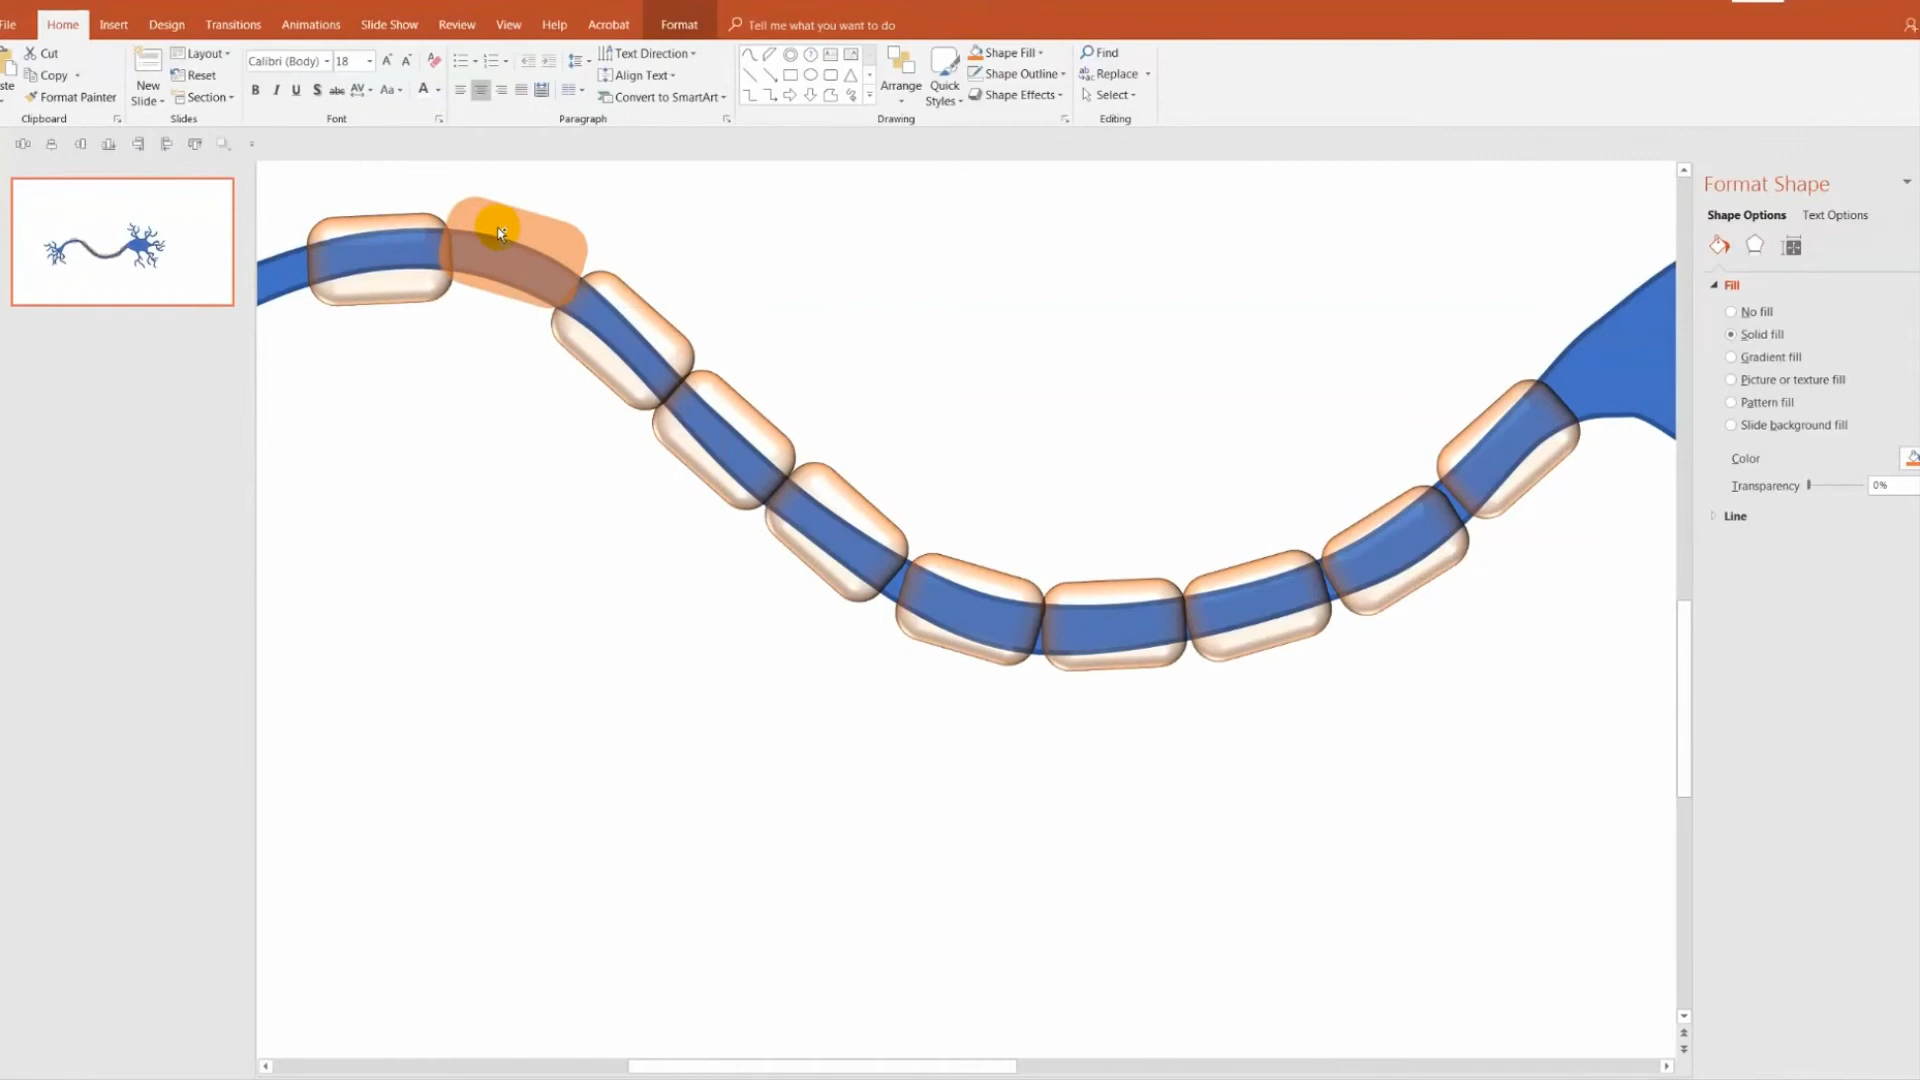 File Home Insert Design Transitions Animations Slide Show Review View Help Acrobat Format Tell me what you want to do
Cut Layout Calibri (Body) 18 Text Direction Shape Fill Find
Copy New Reset Align Text Arrange Quick Shape Outline Replace
Format Painter Slide Section B I U S abc AV Aa A Convert to SmartArt Styles Shape Effects Select
Clipboard Slides Font Paragraph Drawing Editing
Format Shape
Shape Options Text Options
Fill
No fill
Solid fill
Gradient fill
Picture or texture fill
Pattern fill
Slide background fill
Color
Transparency 0%
Line